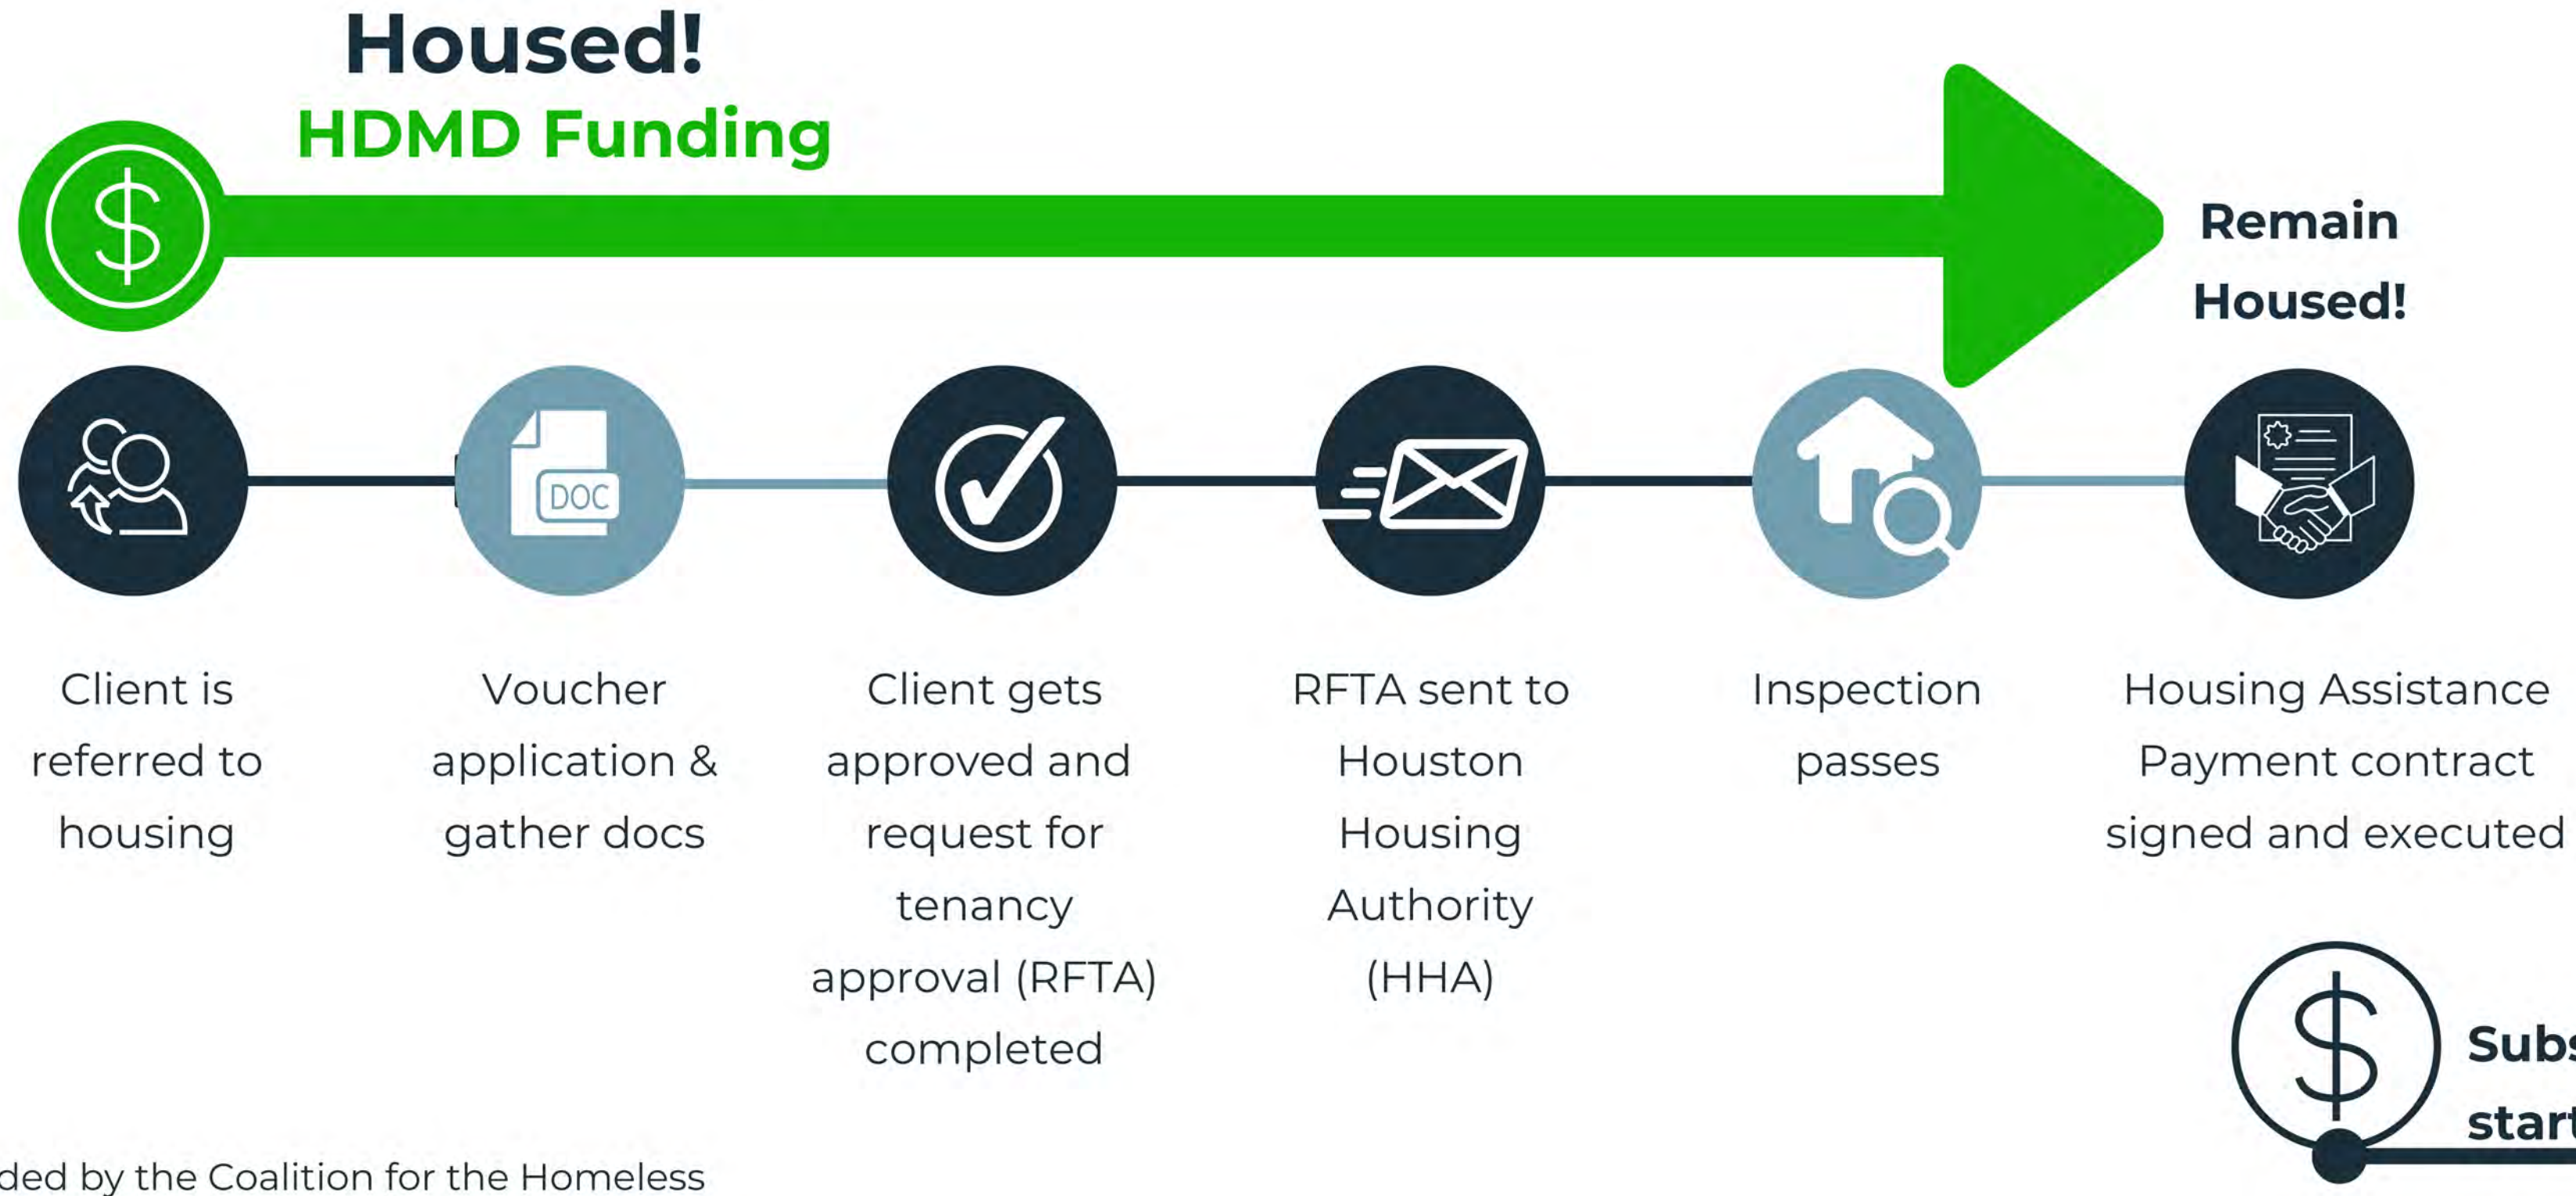 Housed!
HDMD Funding
Remain
Housed!
DOC
Client is
referred to
housing
Voucher
application &
gather docs
Client gets
approved and
request for
tenancy
approval (RFTA)
completed
RFTA sent to
Houston
Housing
Authority
(HHA)
Inspection
passes
Housing Assistance
Payment contract
signed and executed
by the Coalition for the Homeless